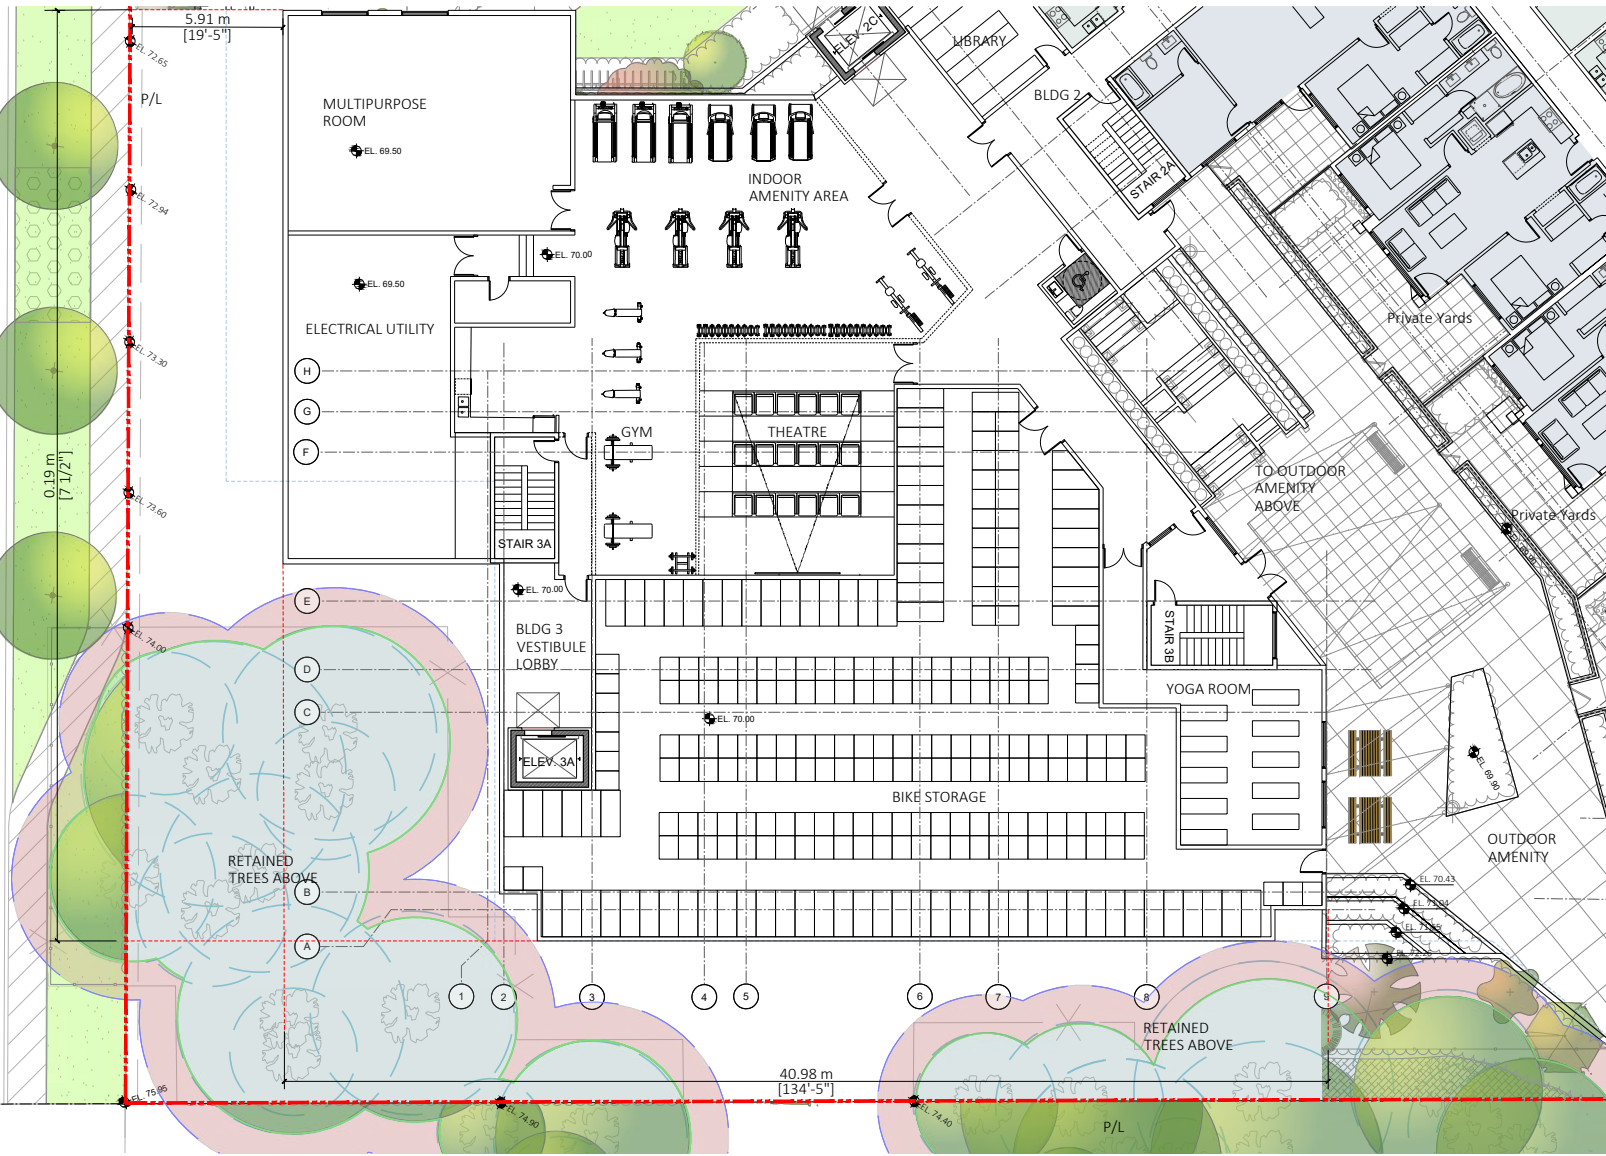 5.91 m
[19'-5"]
EL. 72.65
P/L
MULTIPURPOSE
ROOM
EL. 69.50
ELEV. 2C
LIBRARY
BLDG 2
STAIR 2A
INDOOR
AMENITY AREA
EL. 72.94
EL. 70.00
EL. 69.50
ELECTRICAL UTILITY
EL. 73.30
Private Yards
H
G
F
GYM
THEATRE
0.19 m
[7 1/2"]
EL. 73.60
TO OUTDOOR
AMENITY
ABOVE
Private Yards
STAIR 3A
EL. 70.00
E
EL. 74.00
BLDG 3
VESTIBULE
LOBBY
STAIR 3B
D
C
YOGA ROOM
EL. 70.00
ELEV. 3A
EL. 69.90
BIKE STORAGE
OUTDOOR
AMENITY
RETAINED
TREES ABOVE
B
EL. 70.43
A
1
2
3
4
5
6
7
8
9
RETAINED
TREES ABOVE
40.98 m
[134'-5"]
EL. 75.95
EL. 74.90
EL. 74.40
P/L